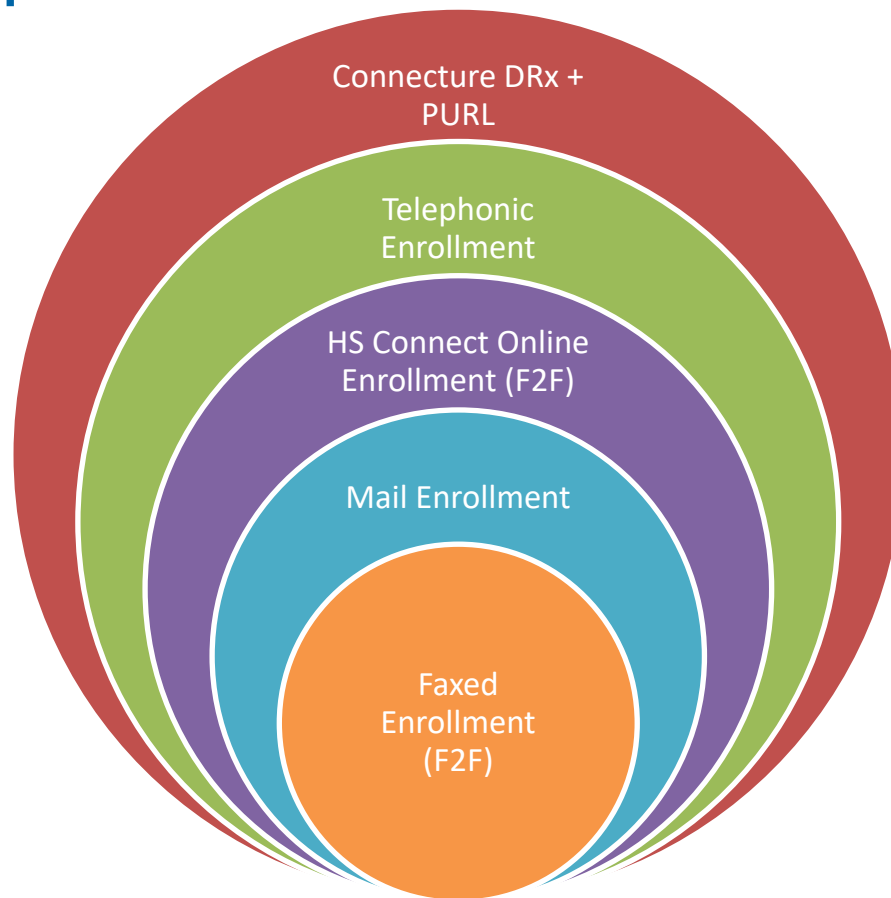 Connecture DRx +
PURL
Telephonic
Enrollment
HS Connect Online
Enrollment (F2F)
Mail Enrollment
Faxed
Enrollment
(F2F)